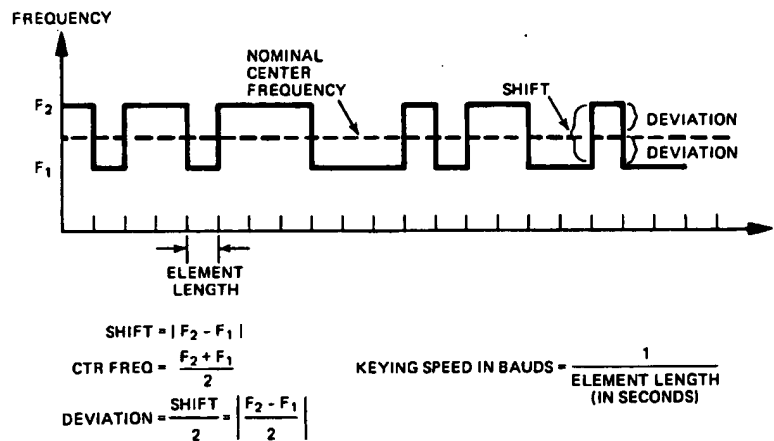 FREQUENCY
NOMINAL
CENTER
FREQUENCY
SHIFT
F₂
DEVIATION
DEVIATION
F₁
ELEMENT
LENGTH
SHIFT = | F₂ - F₁ |
CTR FREQ = F₂ + F₁ / 2
KEYING SPEED IN BAUDS = 1 / ELEMENT LENGTH
(IN SECONDS)
DEVIATION = SHIFT / 2 = | F₂ - F₁ / 2 |